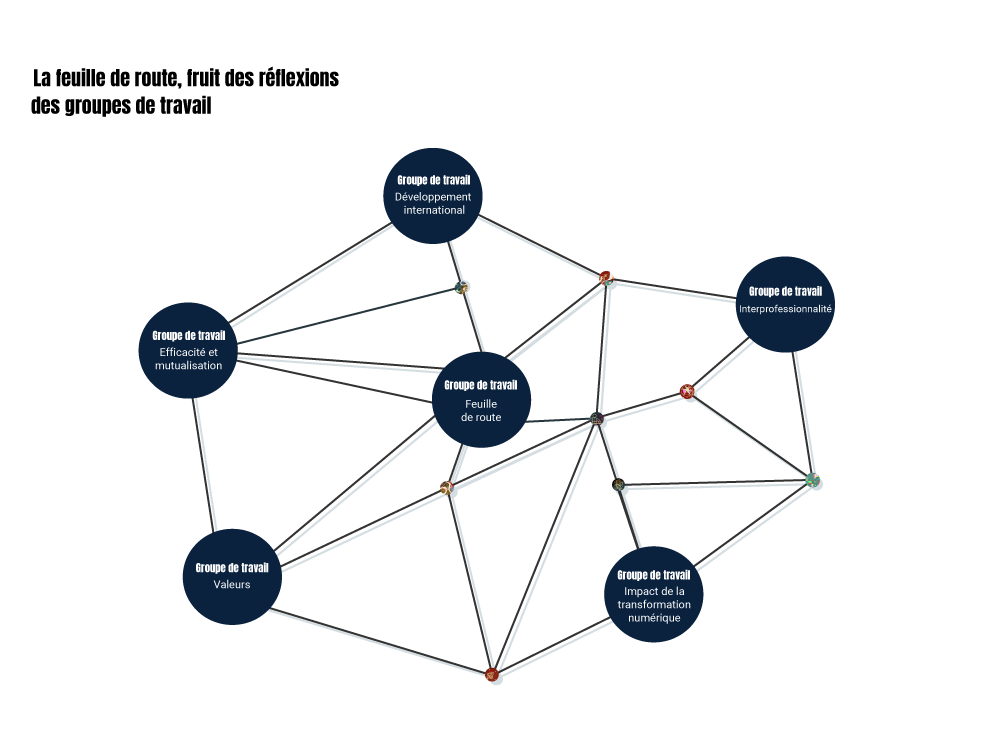 La feuille de route, fruit des réflexions
des groupes de travail
Groupe de travail
Développement
international
Groupe de travail
Interprofessionnalité
Groupe de travail
Efficacité et
mutualisation
Groupe de travail
Feuille
de route
Groupe de travail
Valeurs
Groupe de travail
Impact de la
transformation
numérique